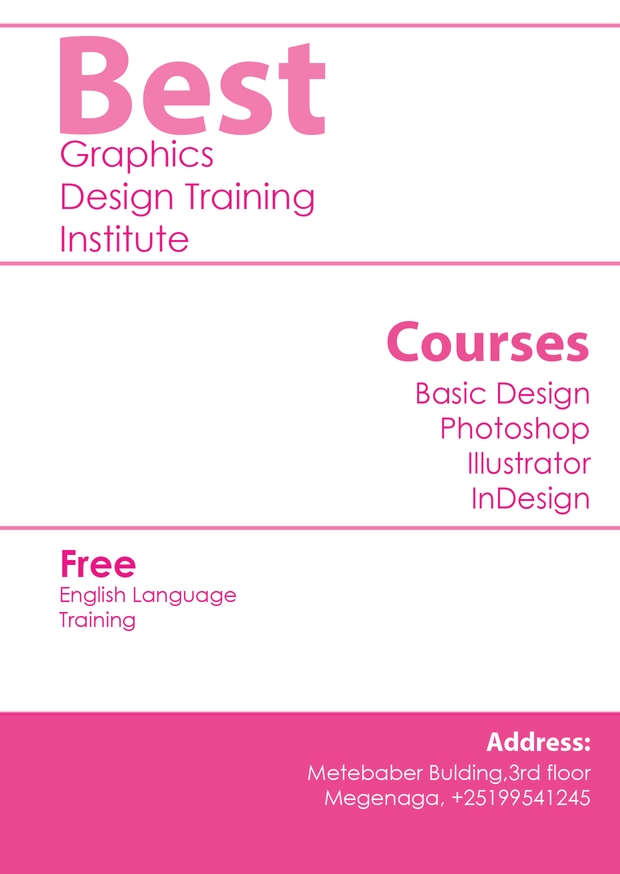 Best
Graphics
Design Training
Institute
Courses
Basic Design
Photoshop
Illustrator
InDesign
Free
English Language
Training
Address:
Metebaber Bulding,3rd floor
Megenaga, +25199541245